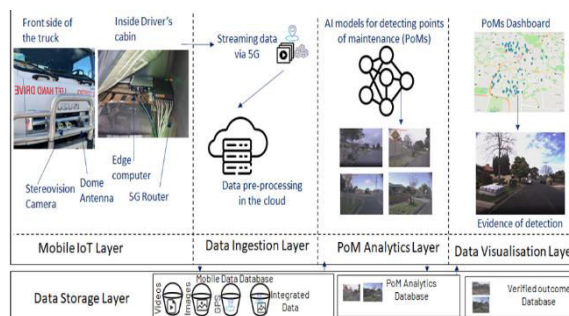 Front side of
the truck
Inside Driver's
cabin
LEFT HAND DRIVE
Stereovision
Camera
Dome
Antenna
Edge
computer
5G Router
Mobile IoT Layer
Streaming data
via 5G
Data pre-processing
in the cloud
Data Ingestion Layer
AI models for detecting points
of maintenance (PoMs)
PoM Analytics Layer
PoMs Dashboard
Evidence of detection
Data Visualisation Laye
Data Storage Layer
Mobile Data Database
Videos
Images
GPS
Integrated
Data
PoM Analytics
Database
Verified outcome
Database